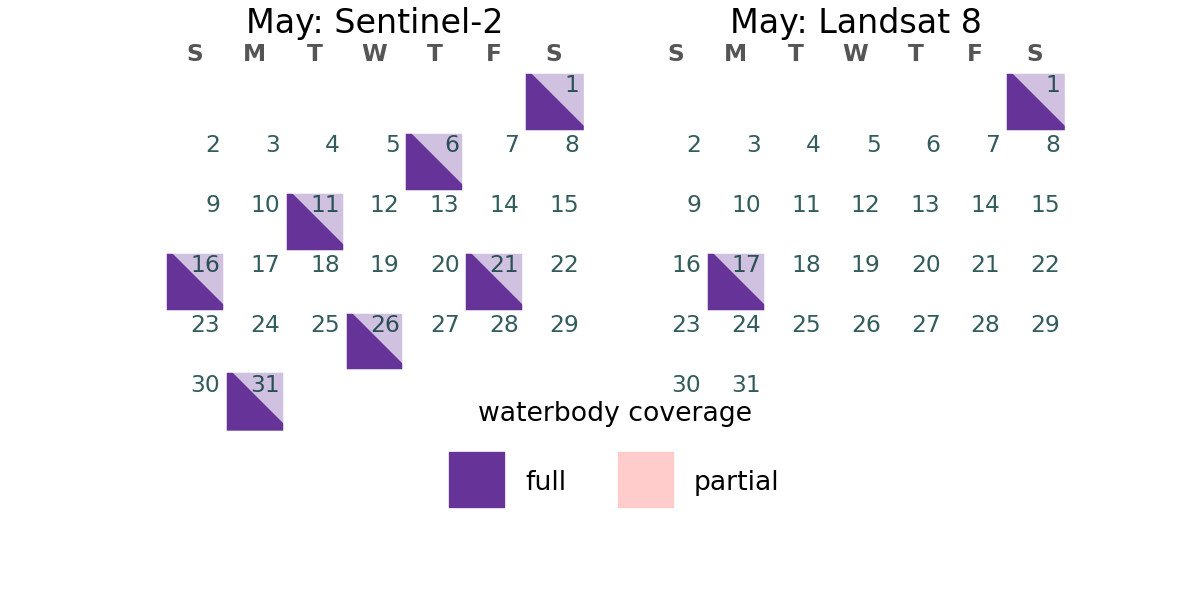 May: Sentinel-2
S M T W T F S
1
2 3 4 5 6 7 8
9 10 11 12 13 14 15
16 17 18 19 20 21 22
23 24 25 26 27 28 29
30 31
May: Landsat 8
S M T W T F S
1
2 3 4 5 6 7 8
9 10 11 12 13 14 15
16 17 18 19 20 21 22
23 24 25 26 27 28 29
30 31
waterbody coverage
full partial